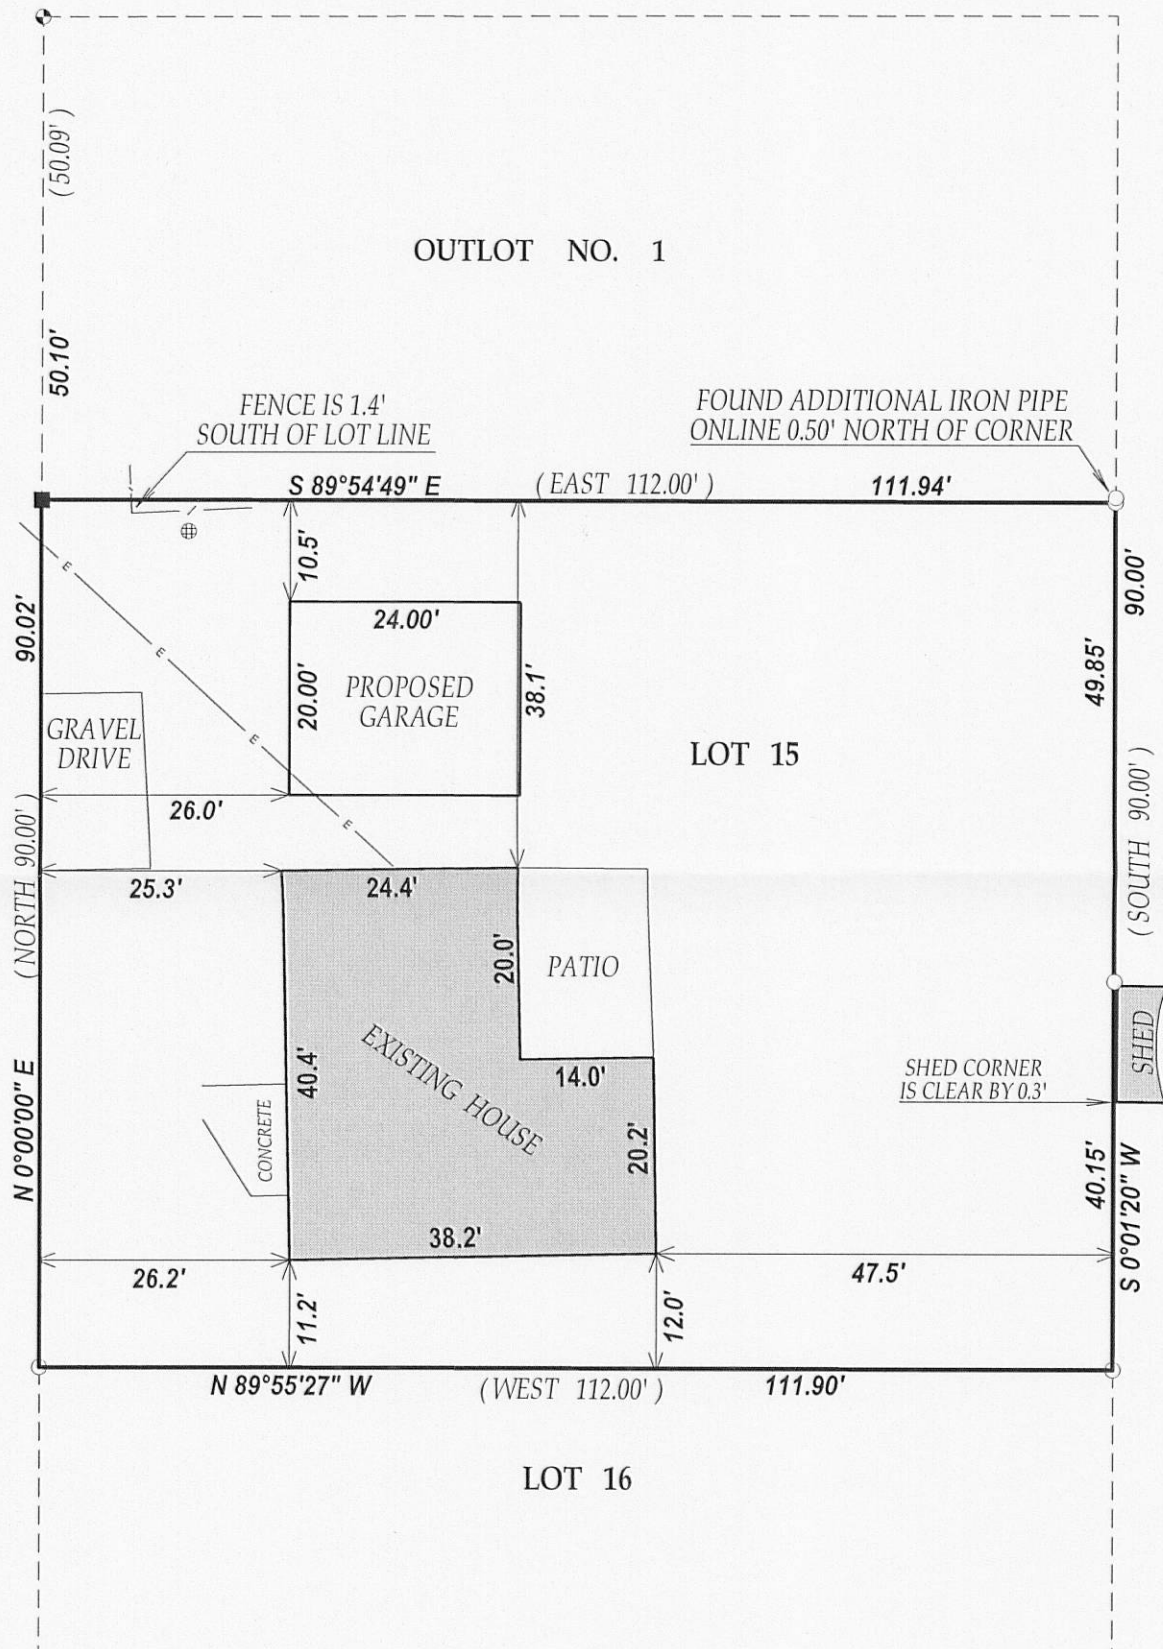 ( 50.09' )
50.10'
OUTLOT NO. 1
FENCE IS 1.4'
SOUTH OF LOT LINE
FOUND ADDITIONAL IRON PIPE
ONLINE 0.50' NORTH OF CORNER
S 89°54'49" E
( EAST 112.00' )
111.94'
10.5'
90.02'
90.00'
24.00'
20.00'
PROPOSED
GARAGE
38.1'
49.85'
E
E
E
E
GRAVEL
DRIVE
LOT 15
26.0'
( NORTH 90.00' )
( SOUTH 90.00' )
25.3'
24.4'
20.0'
PATIO
EXISTING HOUSE
40.4'
14.0'
SHED
SHED CORNER
IS CLEAR BY 0.3'
N 0°00'00" E
CONCRETE
20.2'
40.15'
S 0°01'20" W
38.2'
26.2'
47.5'
11.2'
12.0'
N 89°55'27" W
( WEST 112.00' )
111.90'
LOT 16